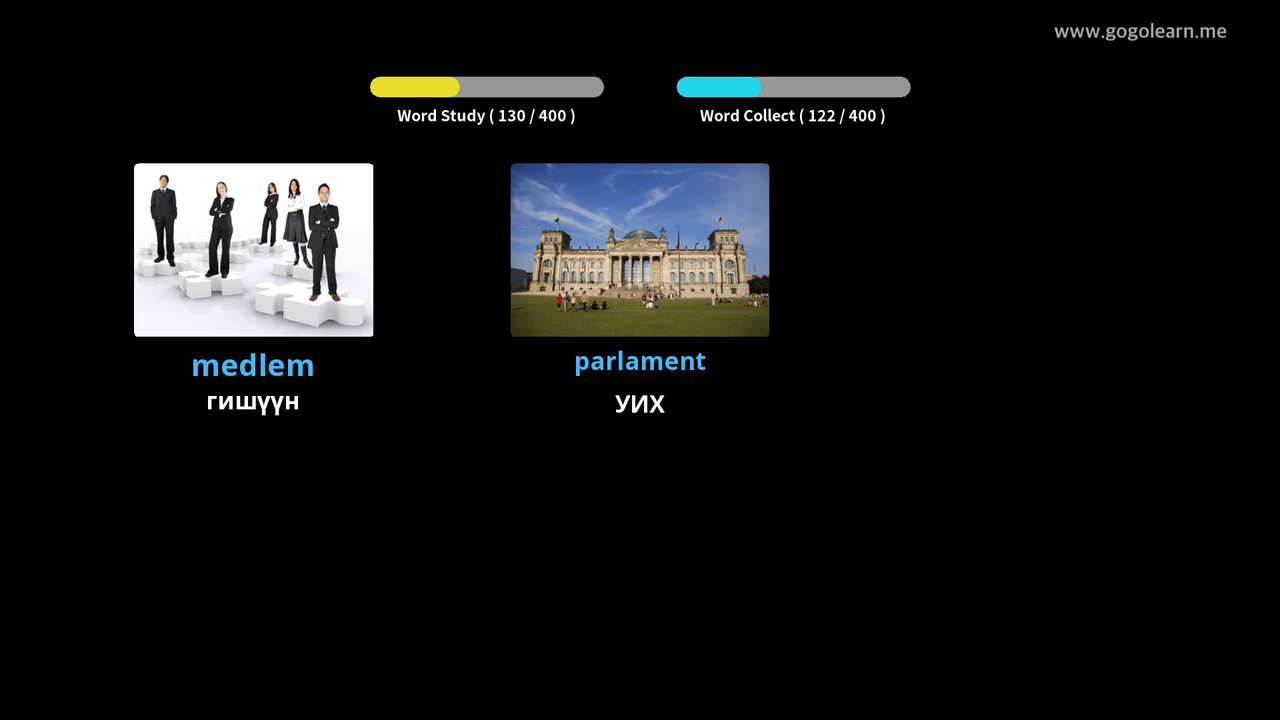 www.gogolearn.me
Word Study ( 130 / 400 )
Word Collect ( 122 / 400 )
medlem
гишүүн
parlament
УИХ